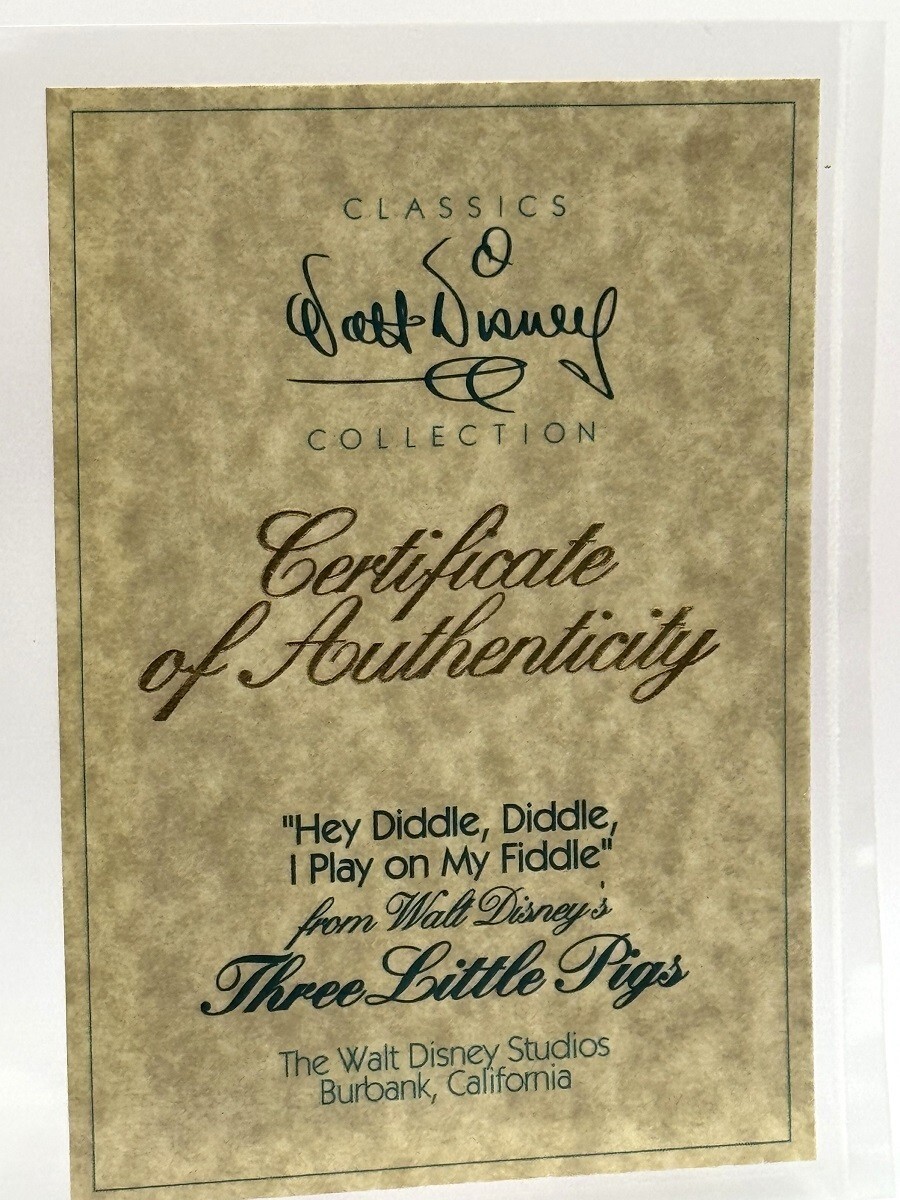 CLASSICS
Walt Disney
COLLECTION
Certificate
of Authenticity
"Hey Diddle, Diddle,
I Play on My Fiddle"
from Walt Disney's
Three Little Pigs
The Walt Disney Studios
Burbank, California